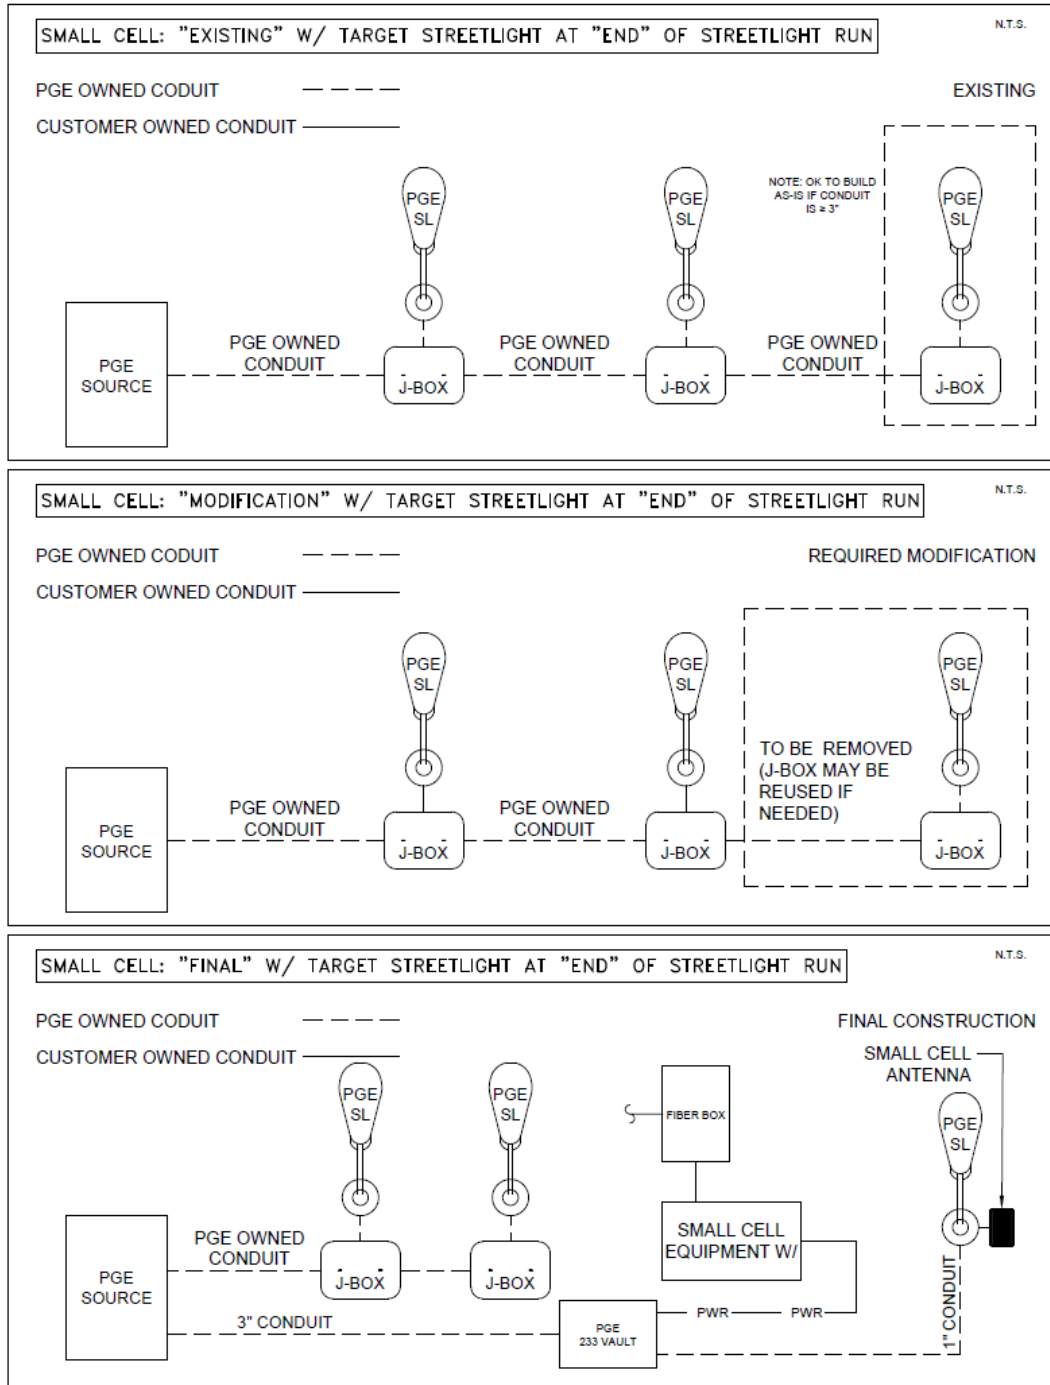 SMALL CELL: "EXISTING" W/ TARGET STREETLIGHT AT "END" OF STREETLIGHT RUN
N.T.S.
PGE OWNED CODUIT
EXISTING
CUSTOMER OWNED CONDUIT
NOTE: OK TO BUILD
AS-IS IF CONDUIT
IS ≥ 3"
PGE
SL
PGE
SL
PGE
SL
PGE
SOURCE
PGE OWNED
CONDUIT
PGE OWNED
CONDUIT
PGE OWNED
CONDUIT
J-BOX
J-BOX
J-BOX
SMALL CELL: "MODIFICATION" W/ TARGET STREETLIGHT AT "END" OF STREETLIGHT RUN
N.T.S.
PGE OWNED CODUIT
REQUIRED MODIFICATION
CUSTOMER OWNED CONDUIT
PGE
SL
PGE
SL
PGE
SL
TO BE REMOVED
(J-BOX MAY BE
REUSED IF
NEEDED)
PGE
SOURCE
PGE OWNED
CONDUIT
PGE OWNED
CONDUIT
J-BOX
J-BOX
J-BOX
SMALL CELL: "FINAL" W/ TARGET STREETLIGHT AT "END" OF STREETLIGHT RUN
N.T.S.
PGE OWNED CODUIT
FINAL CONSTRUCTION
CUSTOMER OWNED CONDUIT
SMALL CELL
ANTENNA
PGE
SL
PGE
SL
FIBER BOX
PGE
SL
SMALL CELL
EQUIPMENT W/
PGE OWNED
CONDUIT
PGE
SOURCE
J-BOX
J-BOX
3" CONDUIT
PWR
PWR
PGE
233 VAULT
1" CONDUIT